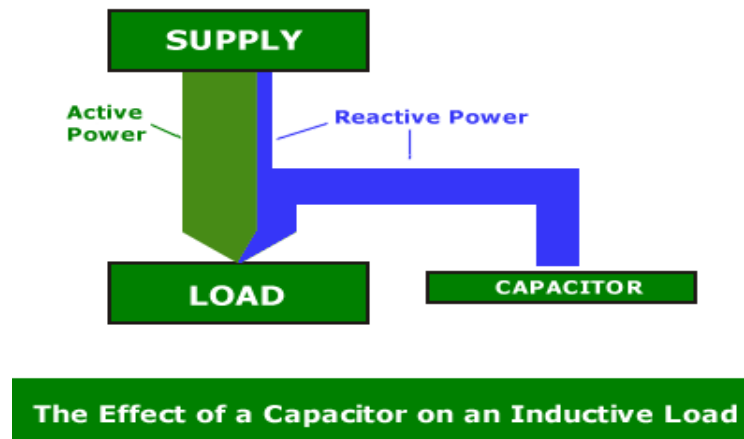 SUPPLY
Active
Power
Reactive Power
LOAD
CAPACITOR
The Effect of a Capacitor on an Inductive Load